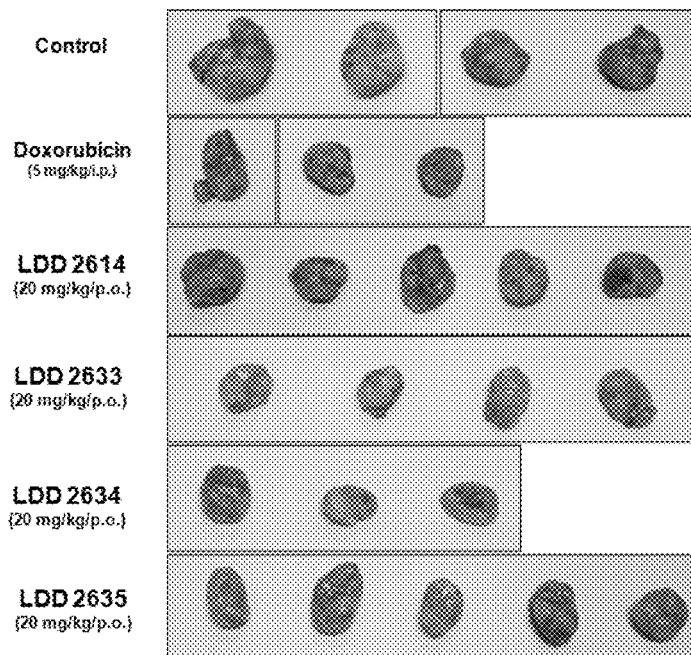 Control
Doxorubicin
(5 mg/kg/i.p.)
LDD 2614
(20 mg/kg/p.o.)
LDD 2633
(20 mg/kg/p.o.)
LDD 2634
(20 mg/kg/p.o.)
LDD 2635
(20 mg/kg/p.o.)